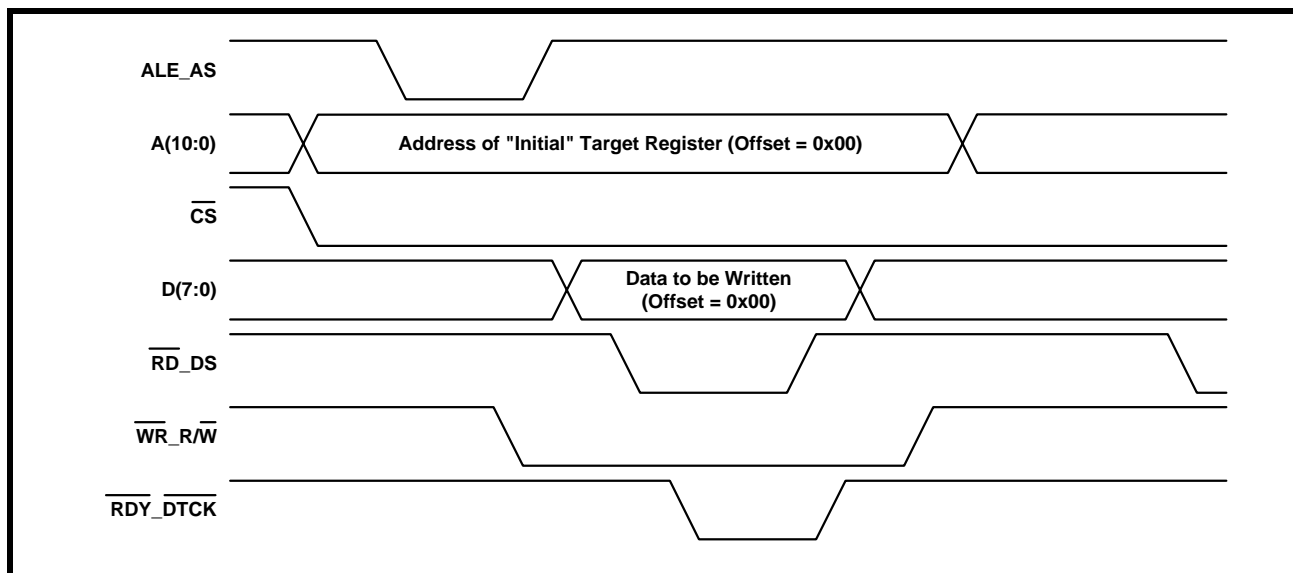 ALE_AS
A(10:0)
Address of "Initial" Target Register (Offset = 0x00)
CS
D(7:0)
Data to be Written
(Offset = 0x00)
RD_DS
WR_R/W
RDY_DTCK